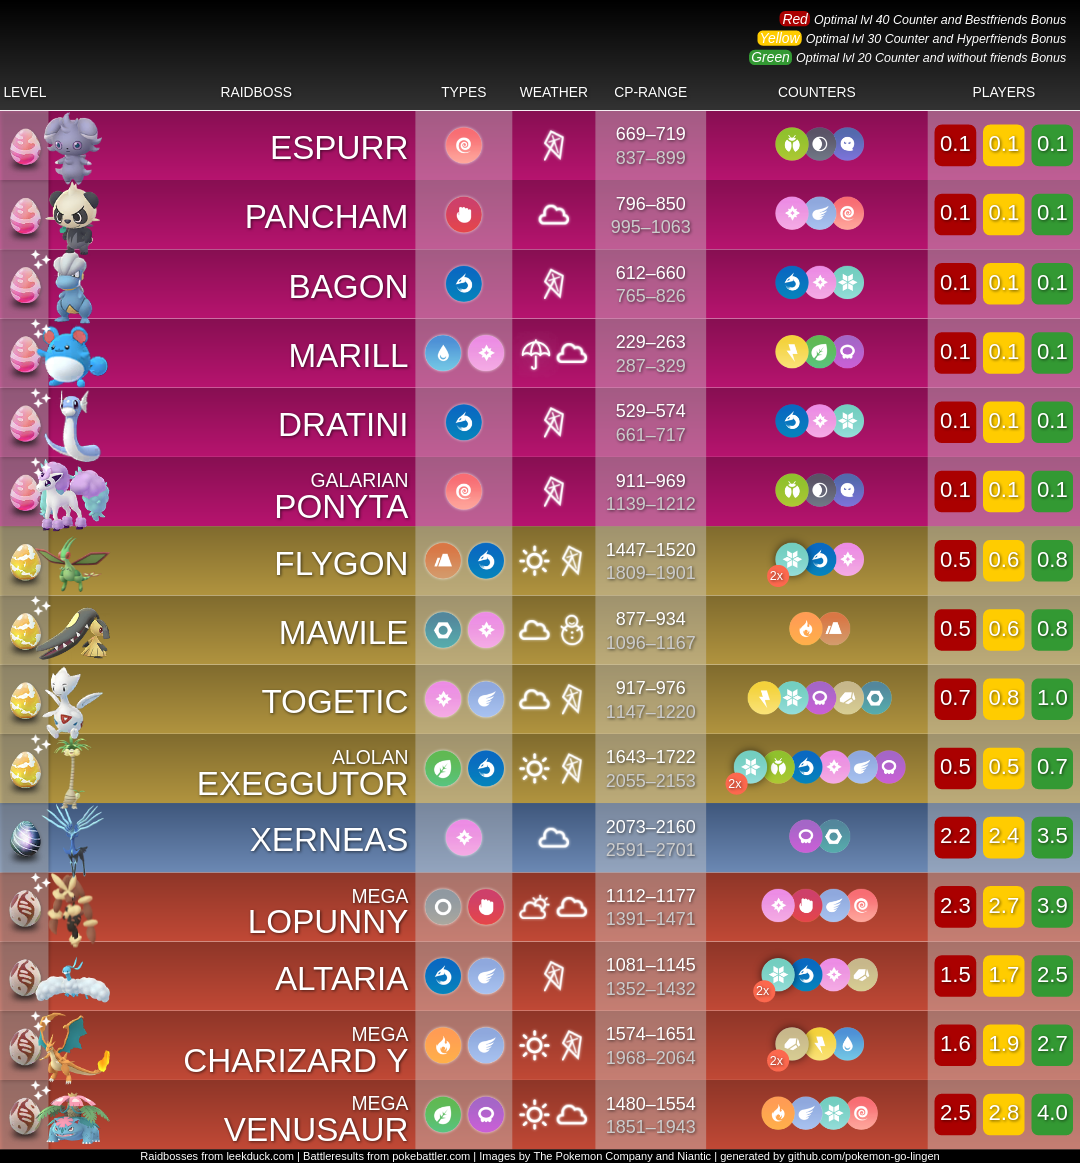 Red Optimal lvl 40 Counter and Bestfriends Bonus
Yellow Optimal lvl 30 Counter and Hyperfriends Bonus
Green Optimal lvl 20 Counter and without friends Bonus
LEVEL RAIDBOSS TYPES WEATHER CP-RANGE COUNTERS PLAYERS
ESPURR 669–719 0.1 0.1 0.1
837–899
PANCHAM 796–850 0.1 0.1 0.1
995–1063
BAGON 612–660 0.1 0.1 0.1
765–826
MARILL 229–263 0.1 0.1 0.1
287–329
DRATINI 529–574 0.1 0.1 0.1
661–717
GALARIAN 911–969
PONYTA 1139–1212 0.1 0.1 0.1
FLYGON 1447–1520 0.5 0.6 0.8
1809–1901 2x
MAWILE 877–934 0.5 0.6 0.8
1096–1167
TOGETIC 917–976 0.7 0.8 1.0
1147–1220
ALOLAN 1643–1722
EXEGGUTOR 2055–2153 2x 0.5 0.5 0.7
XERNEAS 2073–2160 2.2 2.4 3.5
2591–2701
MEGA 1112–1177
LOPUNNY 1391–1471 2.3 2.7 3.9
ALTARIA 1081–1145 1.5 1.7 2.5
1352–1432 2x
MEGA 1574–1651
CHARIZARD Y 1968–2064 2x 1.6 1.9 2.7
MEGA 1480–1554
VENUSAUR 1851–1943 2.5 2.8 4.0
Raidbosses from leekduck.com | Battleresults from pokebattler.com | Images by The Pokemon Company and Niantic | generated by github.com/pokemon-go-lingen